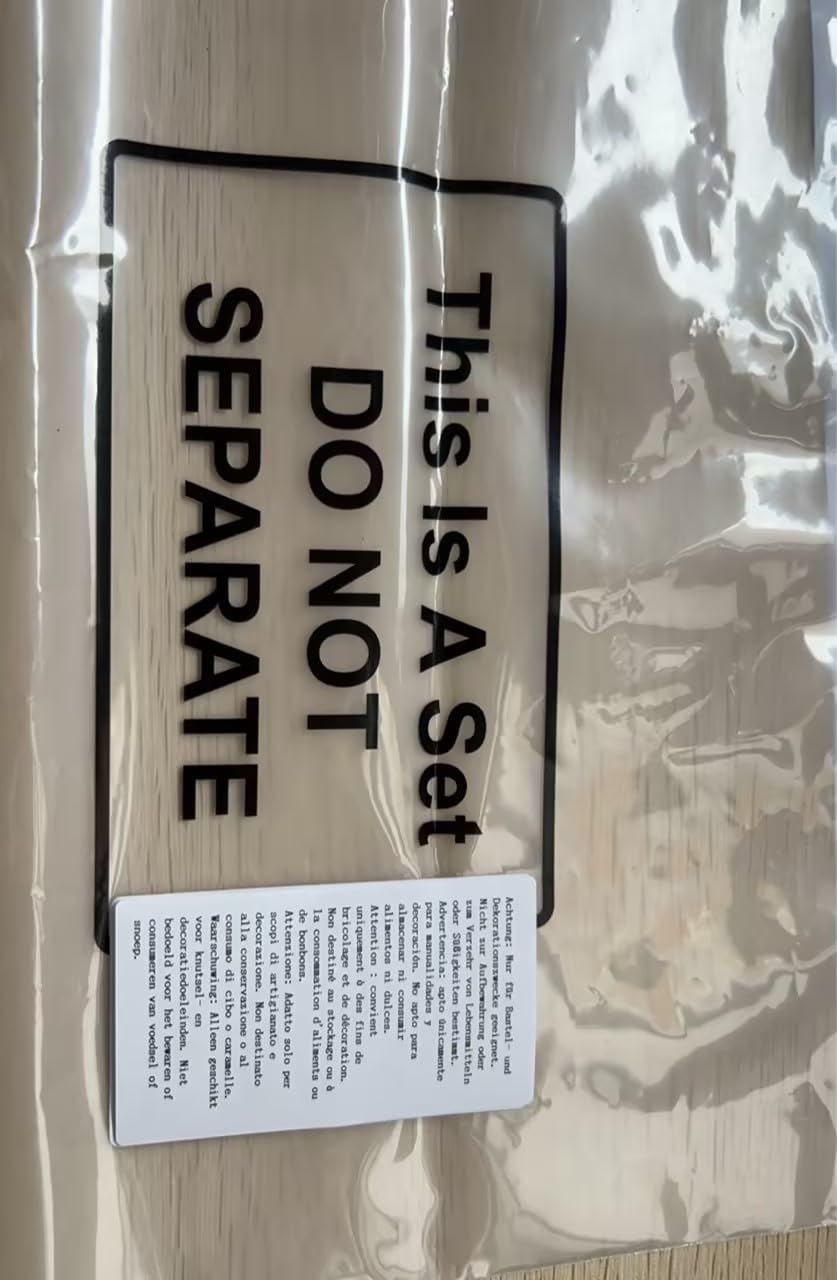 This Is A Set
DO NOT
SEPARATE
Achtung: Nur für Bastel- und
Dekorationszwecke geeignet.
Nicht zur Aufbewahrung oder
zum Verzehr von Lebensmitteln
oder Süßigkeiten bestimmt.
Advertencia: apto únicamente
para manualidades y
decoración. No apto para
almacenar ni consumir
alimentos ni dulces.
Attention : convient
uniquement à des fins de
bricolage et de décoration.
Non destiné au stockage ou à
la consommation d'aliments ou
de bonbons.
Attenzione: Adatto solo per
scopi di artigianato e
decorazione. Non destinato
alla conservazione o al
consumo di cibo o caramelle.
Waarschuwing: Alleen geschikt
voor knutsel- en
decoratiedoeleinden. Niet
bedoeld voor het bewaren of
consumeren van voedsel of
snoep.